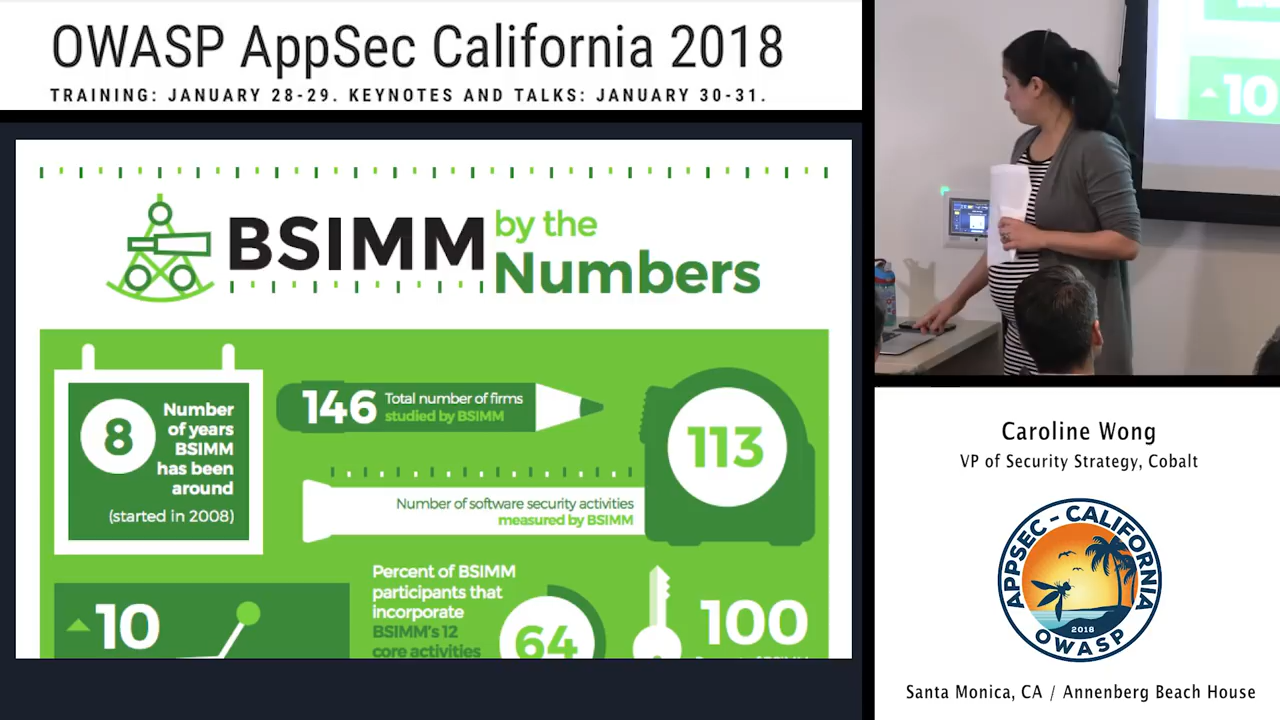 OWASP AppSec California 2018
TRAINING: JANUARY 28-29. KEYNOTES AND TALKS: JANUARY 30-31.
BSIMM by the
Numbers
8
Number
of years
BSIMM
has been
around
(started in 2008)
146 Total number of firms
studied by BSIMM
113
Number of software security activities
measured by BSIMM
10
Percent of BSIMM
participants that
incorporate
BSIMM's 12
core activities
64
100
10
Caroline Wong
VP of Security Strategy, Cobalt
APPSEC - CALIFORNIA
2018
OWASP
Santa Monica, CA / Annenberg Beach House